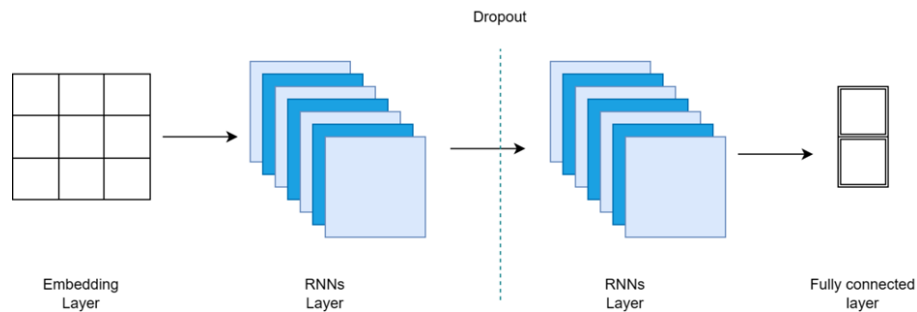 Dropout
Embedding
Layer
RNNs
Layer
RNNs
Layer
Fully connected
layer